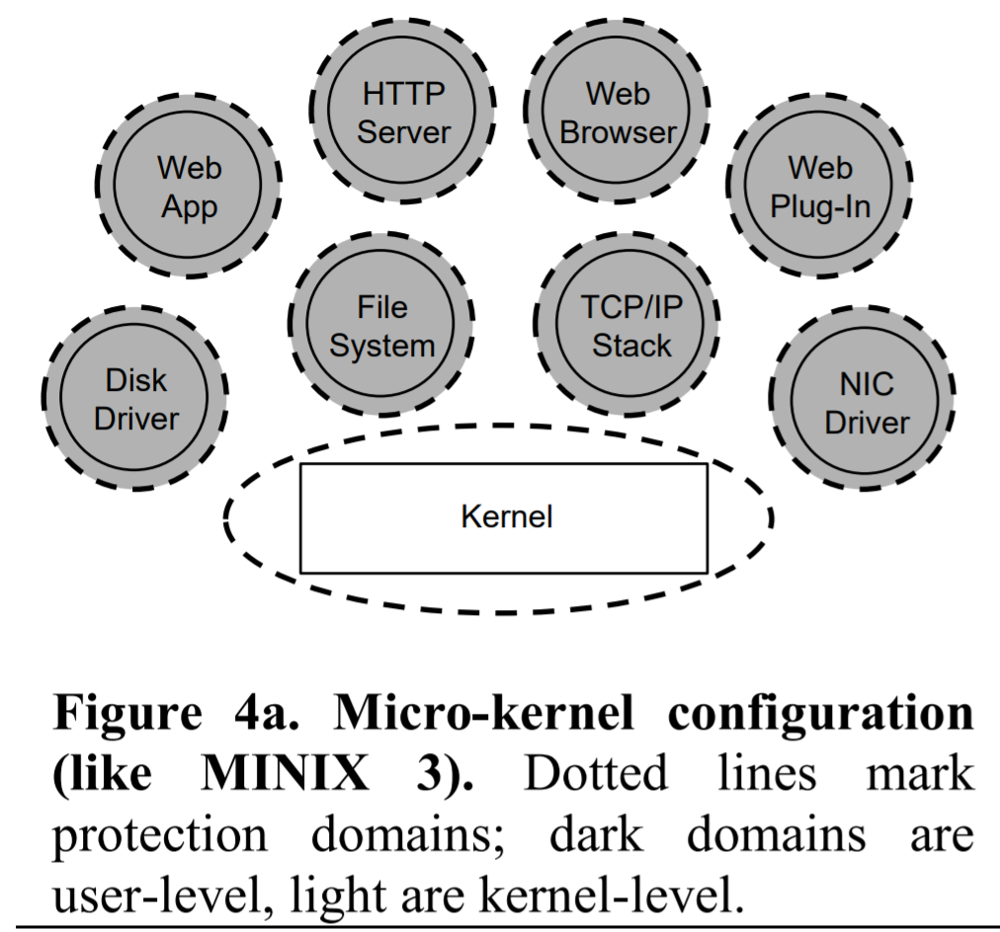 HTTP
Server
Web
Browser
Web
App
Web
Plug-In
File
System
TCP/IP
Stack
Disk
Driver
NIC
Driver
Kernel
Figure 4a. Micro-kernel configuration
(like MINIX 3). Dotted lines mark
protection domains; dark domains are
user-level, light are kernel-level.